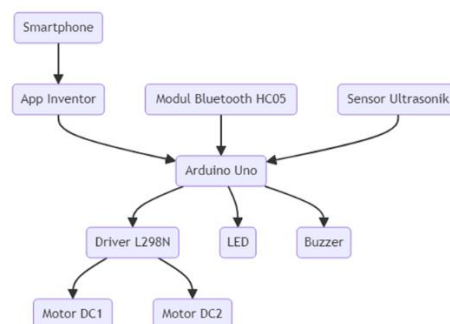 Smartphone
App Inventor
Modul Bluetooth HC05
Sensor Ultrasonik
Arduino Uno
Driver L298N
LED
Buzzer
Motor DC1
Motor DC2